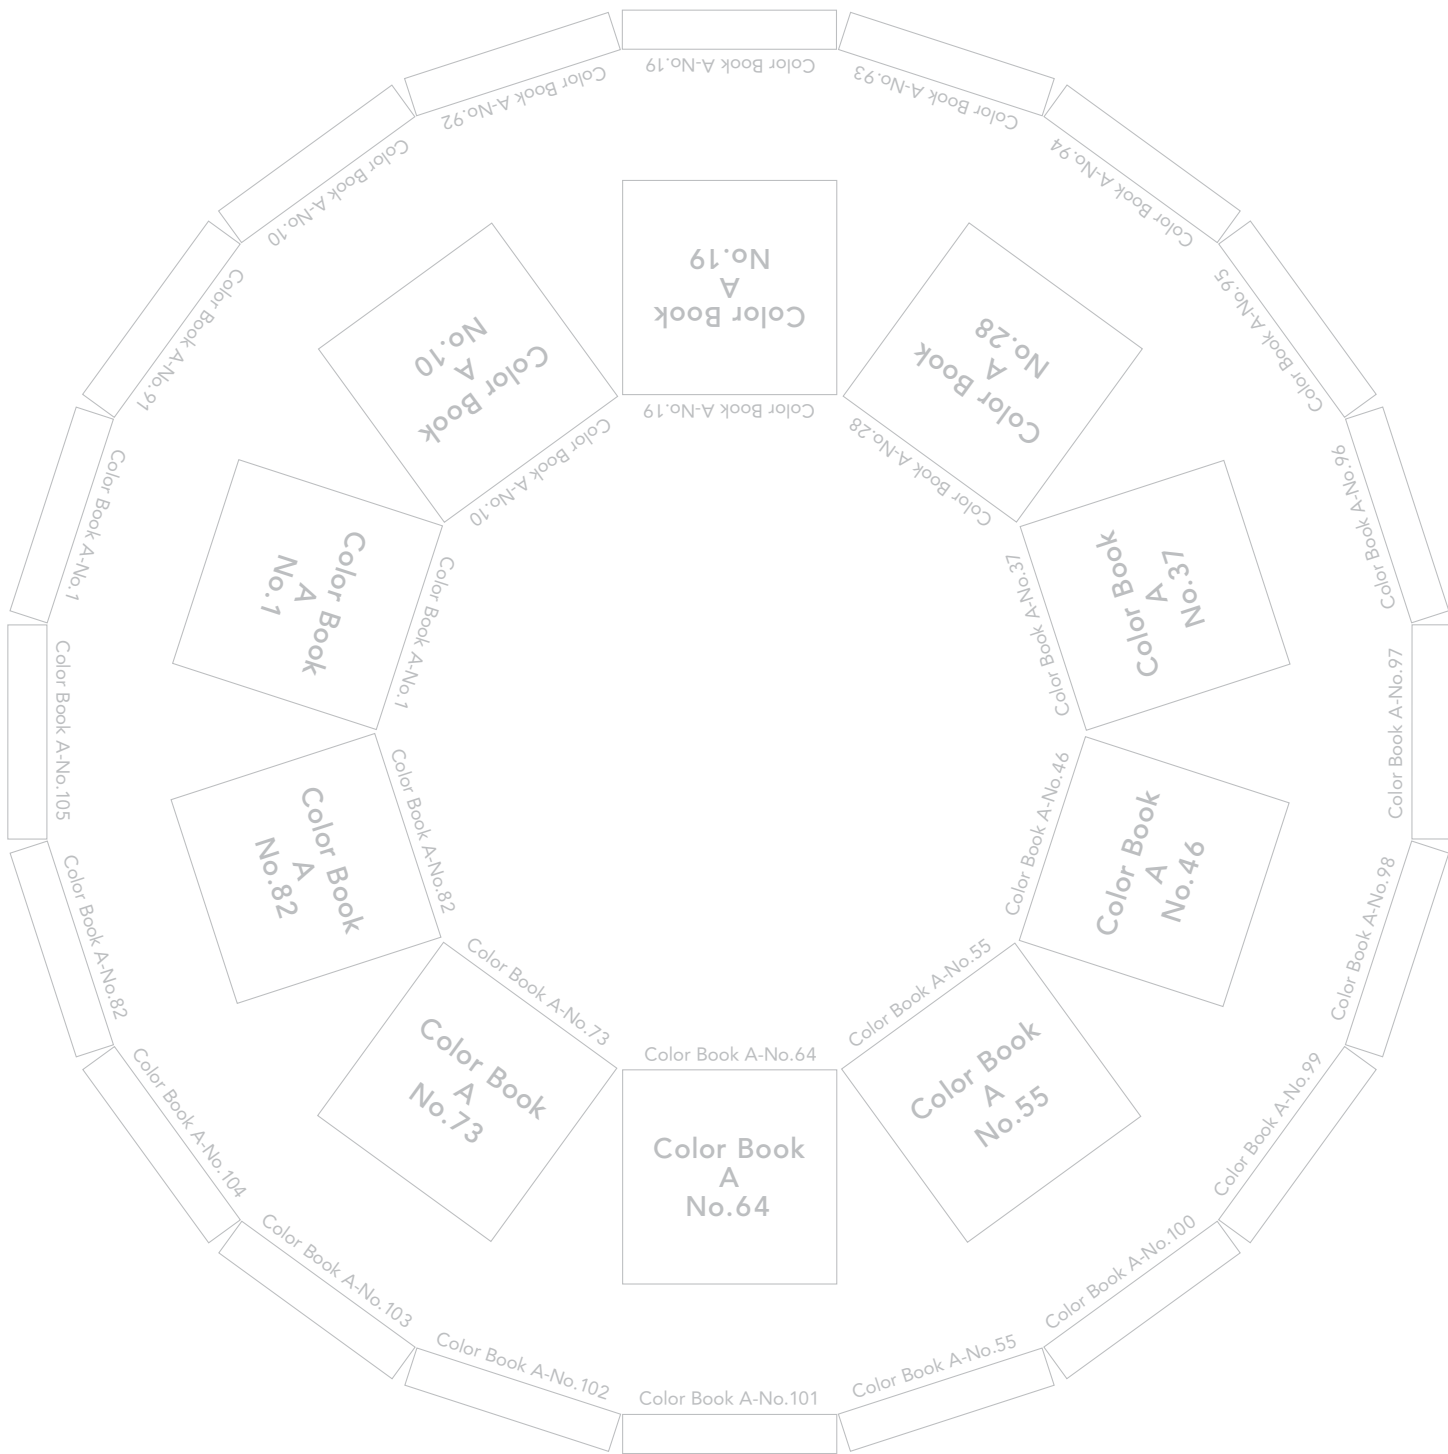 Color Book A-No.19
Color Book A-No.93
Color Book A-No.94
Color Book A-No.95
Color Book A-No.96
Color Book A-No.97
Color Book A-No.98
Color Book A-No.99
Color Book A-No.100
Color Book A-No.55
Color Book A-No.101
Color Book A-No.102
Color Book A-No.103
Color Book A-No.104
Color Book A-No.82
Color Book A-No.105
Color Book A-No.1
Color Book A-No.91
Color Book A-No.10
Color Book A-No.92
Color Book
A
No.19
Color Book A-No.19
Color Book
A
No.28
Color Book A-No.28
Color Book
A
No.37
Color Book A-No.37
Color Book
A
No.46
Color Book A-No.46
Color Book
A
No.55
Color Book A-No.55
Color Book A-No.64
Color Book
A
No.64
Color Book A-No.73
Color Book
A
No.73
Color Book A-No.82
Color Book
A
No.82
Color Book A-No.1
Color Book
A
No.1
Color Book A-No.10
Color Book
A
No.10